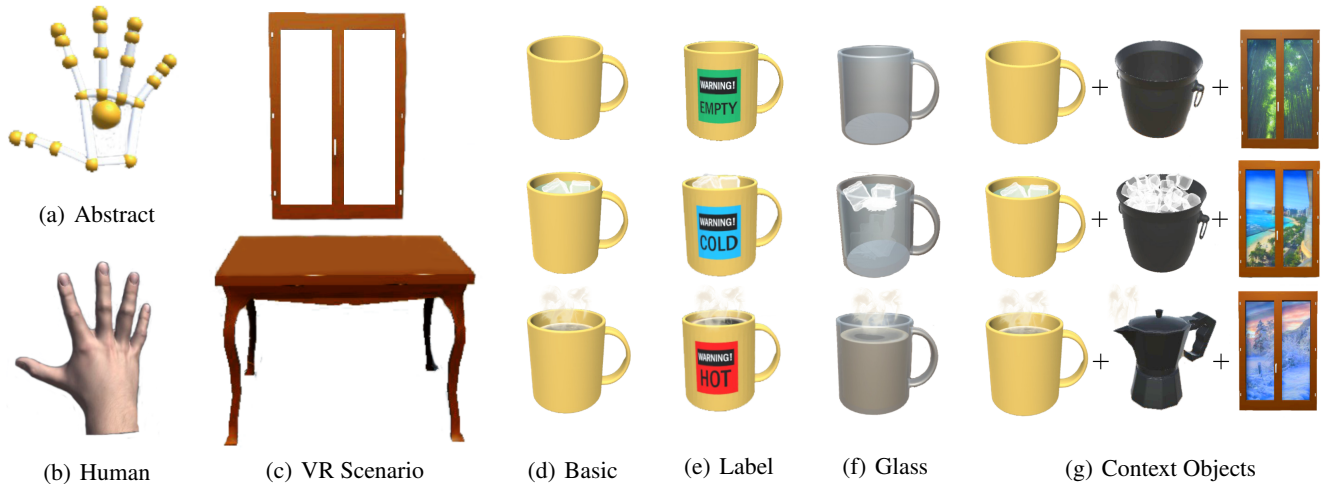 WARNING!
EMPTY
+
+
WARNING!
COLD
+
+
(a) Abstract
WARNING!
HOT
+
+
(b) Human
(c) VR Scenario
(d) Basic
(e) Label
(f) Glass
(g) Context Objects